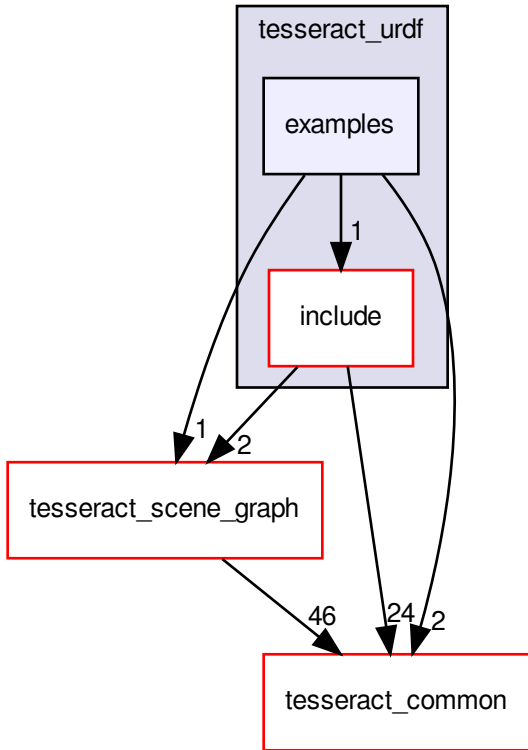 tesseract_urdf
examples
1
include
1
2
tesseract_scene_graph
46
24
2
tesseract_common